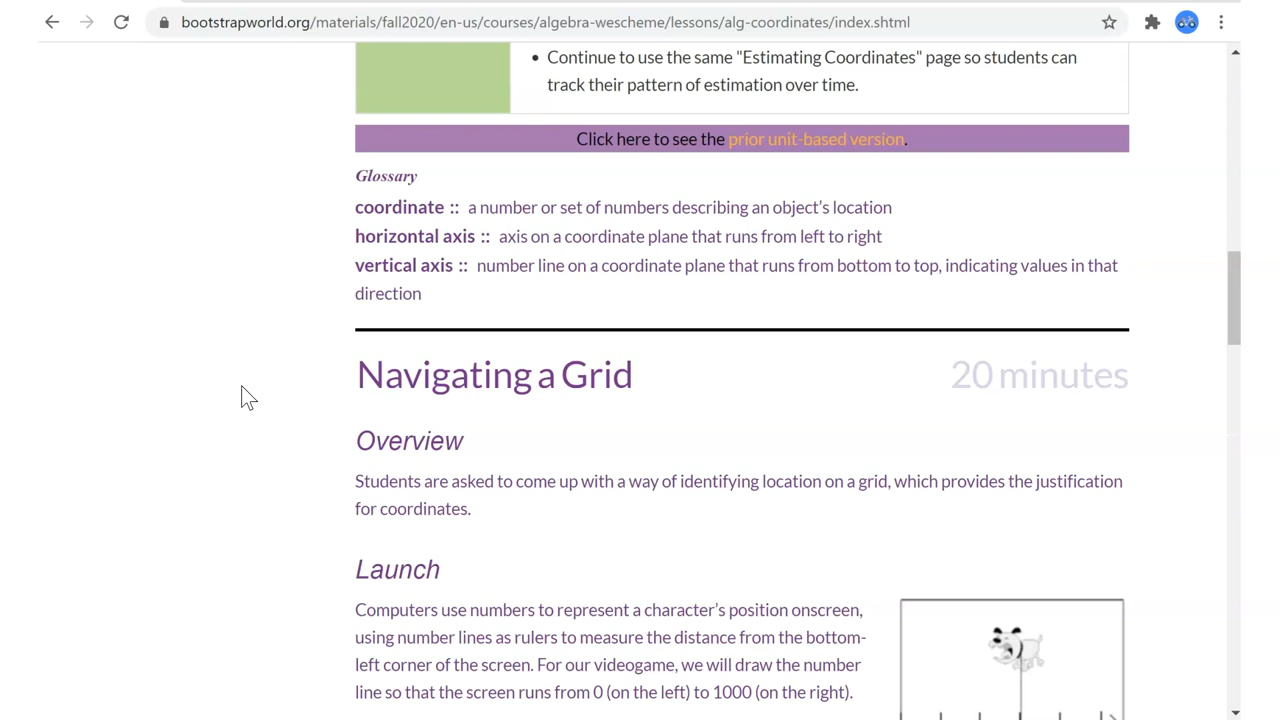 bootstrapworld.org/materials/fall2020/en-us/courses/algebra-wescheme/lessons/alg-coordinates/index.shtml
• Continue to use the same "Estimating Coordinates" page so students can
track their pattern of estimation over time.
Click here to see the prior unit-based version.
Glossary
coordinate :: a number or set of numbers describing an object’s location
horizontal axis :: axis on a coordinate plane that runs from left to right
vertical axis :: number line on a coordinate plane that runs from bottom to top, indicating values in that
direction
Navigating a Grid 20 minutes
Overview
Students are asked to come up with a way of identifying location on a grid, which provides the justification
for coordinates.
Launch
Computers use numbers to represent a character’s position onscreen,
using number lines as rulers to measure the distance from the bottom-
left corner of the screen. For our videogame, we will draw the number
line so that the screen runs from 0 (on the left) to 1000 (on the right).